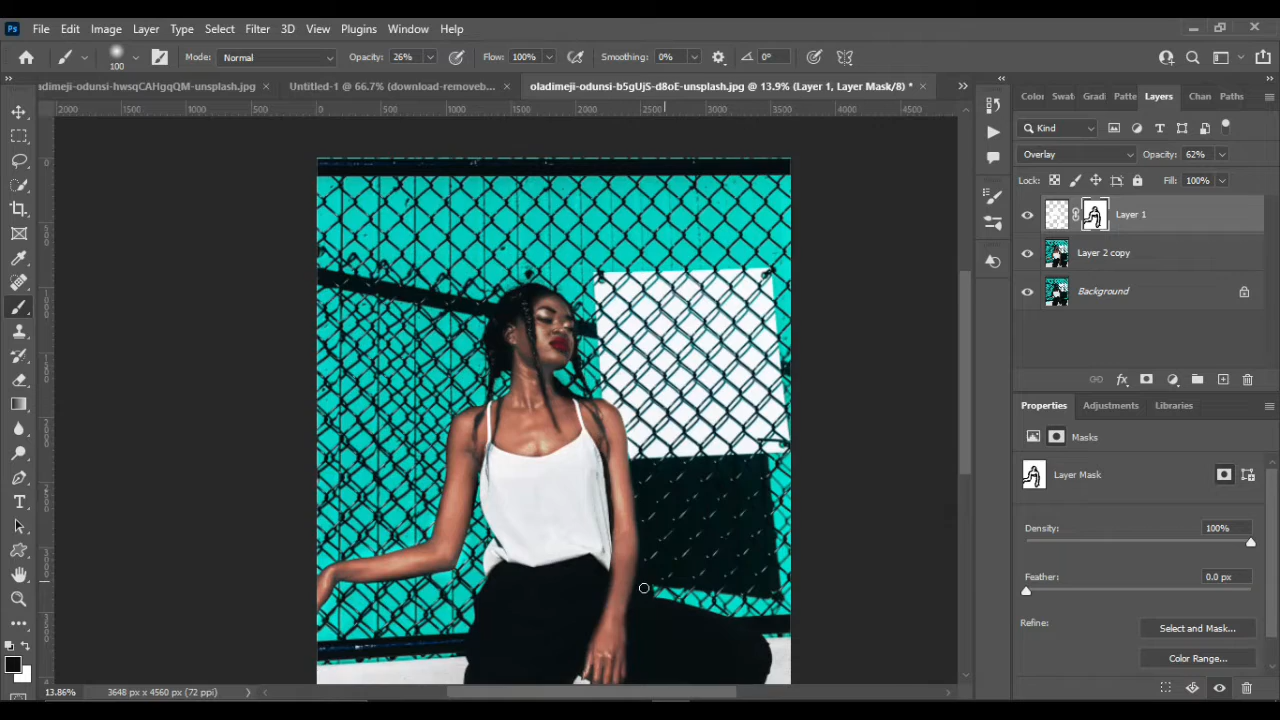 Ps File Edit Image Layer Type Select Filter 3D View Plugins Window Help
100 Mode: Normal Opacity: 26% Flow: 100% Smoothing: 0% 0°
dimeji-odunsi-hwsqCAHgqQM-unsplash.jpg × Untitled-1 @ 66.7% (download-removeb... × oladimeji-odunsi-b5gUjS-d8oE-unsplash.jpg @ 13.9% (Layer 1, Layer Mask/8) * ×
2000 1500 1000 500 0 500 1000 1500 2000 2500 3000 3500 4000 4500
Color Swat Gradi Patte Layers Chan Paths
Kind
Overlay Opacity: 62%
Lock: Fill: 100%
Layer 1
Layer 2 copy
Background
Properties Adjustments Libraries
Masks
Layer Mask
Density: 100%
Feather: 0.0 px
Refine: Select and Mask...
Color Range...
13.86% 3648 px x 4560 px (72 ppi)